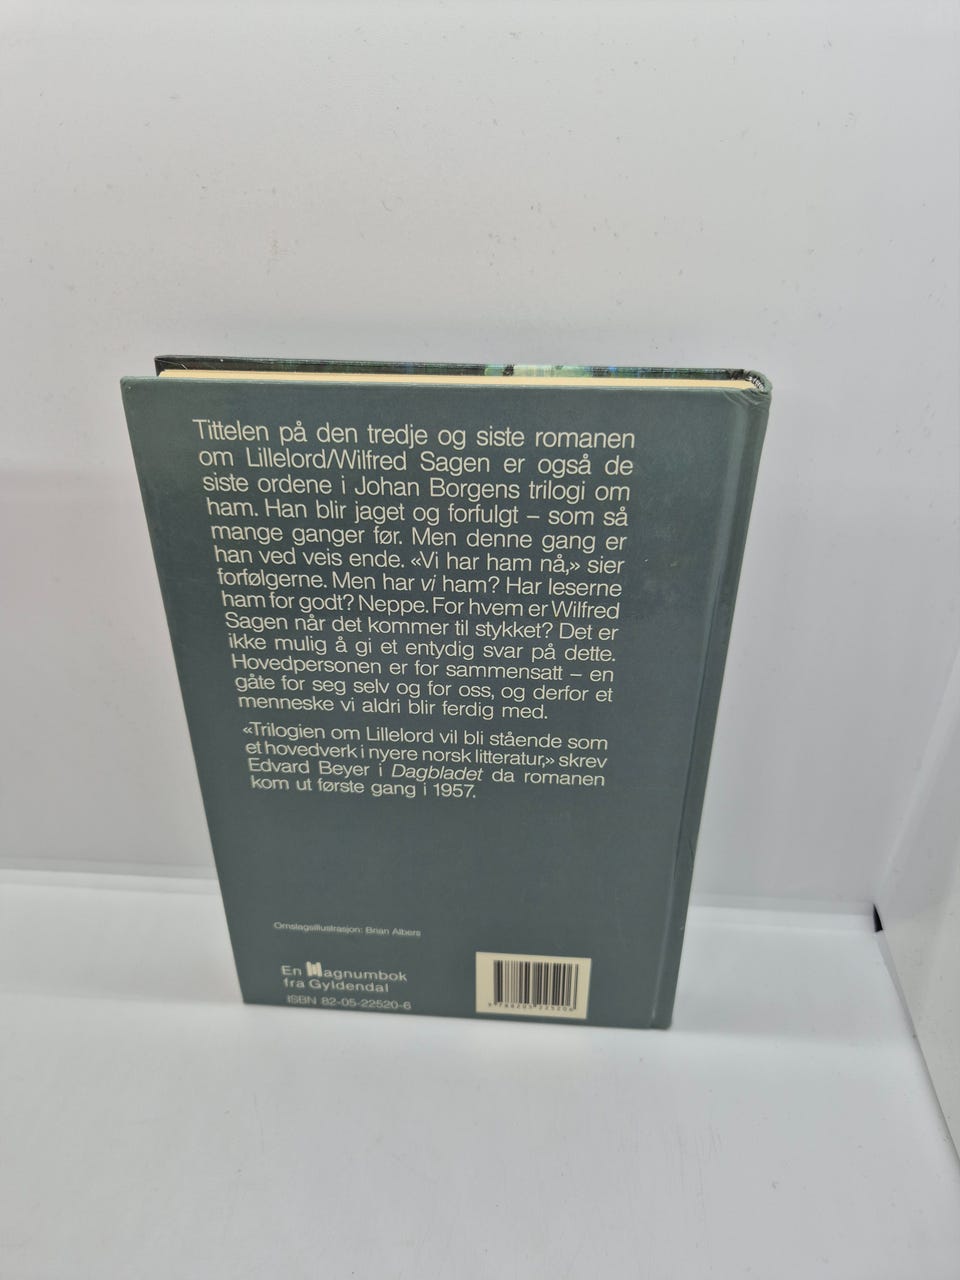 Tittelen på den tredje og siste romanen
om Lillelord/Wilfred Sagen er også de
siste ordene i Johan Borgens trilogi om
ham. Han blir jaget og forfulgt – som så
mange ganger før. Men denne gang er
han ved veis ende. «Vi har ham nå,» sier
forfølgerne. Men har vi ham? Har leserne
ham for godt? Neppe. For hvem er Wilfred
Sagen når det kommer til stykket? Det er
ikke mulig å gi et entydig svar på dette.
Hovedpersonen er for sammensatt – en
gåte for seg selv og for oss, og derfor et
menneske vi aldri blir ferdig med.
«Trilogien om Lillelord vil bli stående som
et hovedverk i nyere norsk litteratur,» skrev
Edvard Beyer i Dagbladet da romanen
kom ut første gang i 1957.
Omslagsillustrasjon: Brian Albers
En Magnumbok
fra Gyldendal
ISBN 82-05-22520-6
9 788205 225206